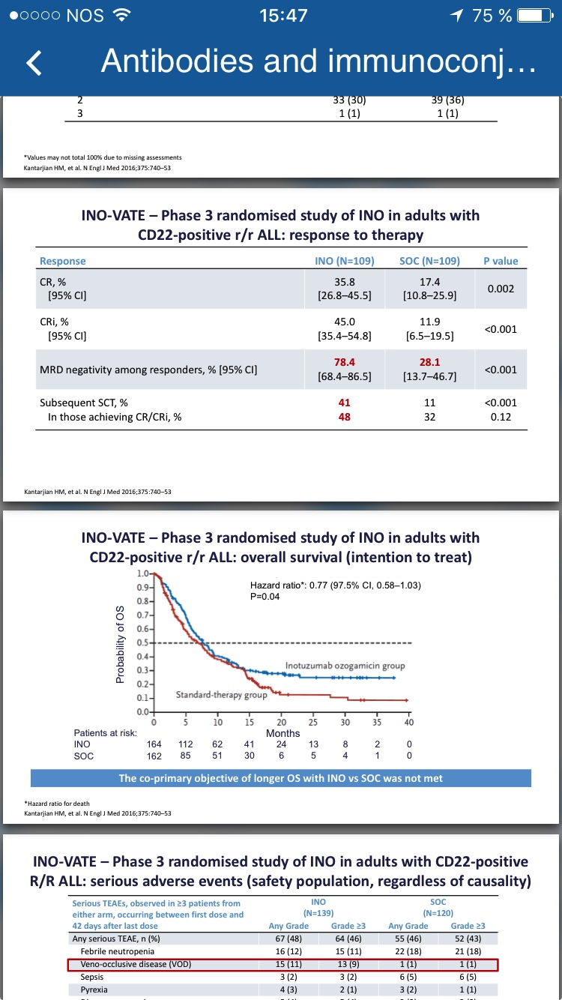 NOS 15:47 75 %
Antibodies and immunoconj...
2 33 (30) 39 (36)
3 1 (1) 1 (1)
*Values may not total 100% due to missing assessments
Kantarjian HM, et al. N Engl J Med 2016;375:740–53
INO-VATE – Phase 3 randomised study of INO in adults with
CD22-positive r/r ALL: response to therapy
Response INO (N=109) SOC (N=109) P value
CR, % 35.8 17.4 0.002
[95% CI] [26.8–45.5] [10.8–25.9]
CRi, % 45.0 11.9 <0.001
[95% CI] [35.4–54.8] [6.5–19.5]
MRD negativity among responders, % [95% CI] 78.4 28.1 <0.001
[68.4–86.5] [13.7–46.7]
Subsequent SCT, % 41 11 <0.001
In those achieving CR/CRi, % 48 32 0.12
Kantarjian HM, et al. N Engl J Med 2016;375:740–53
INO-VATE – Phase 3 randomised study of INO in adults with
CD22-positive r/r ALL: overall survival (intention to treat)
Hazard ratio*: 0.77 (97.5% CI, 0.58–1.03)
P=0.04
Probability of OS
1.0
0.9
0.8
0.7
0.6
0.5
0.4
0.3
0.2
0.1
0.0
Inotuzumab ozogamicin group
Standard-therapy group
0 5 10 15 20 25 30 35 40
Patients at risk: Months
INO 164 112 62 41 24 13 8 2 0
SOC 162 85 51 30 6 5 4 1 0
The co-primary objective of longer OS with INO vs SOC was not met
*Hazard ratio for death
Kantarjian HM, et al. N Engl J Med 2016;375:740–53
INO-VATE – Phase 3 randomised study of INO in adults with CD22-positive
R/R ALL: serious adverse events (safety population, regardless of causality)
Serious TEAEs, observed in ≥3 patients from
either arm, occurring between first dose and
42 days after last dose
INO SOC
(N=139) (N=120)
Any Grade Grade ≥3 Any Grade Grade ≥3
Any serious TEAE, n (%) 67 (48) 64 (46) 55 (46) 52 (43)
Febrile neutropenia 16 (12) 15 (11) 22 (18) 21 (18)
Veno-occlusive disease (VOD) 15 (11) 13 (9) 1 (1) 1 (1)
Sepsis 3 (2) 3 (2) 6 (5) 6 (5)
Pyrexia 4 (3) 2 (1) 3 (2) 1 (1)